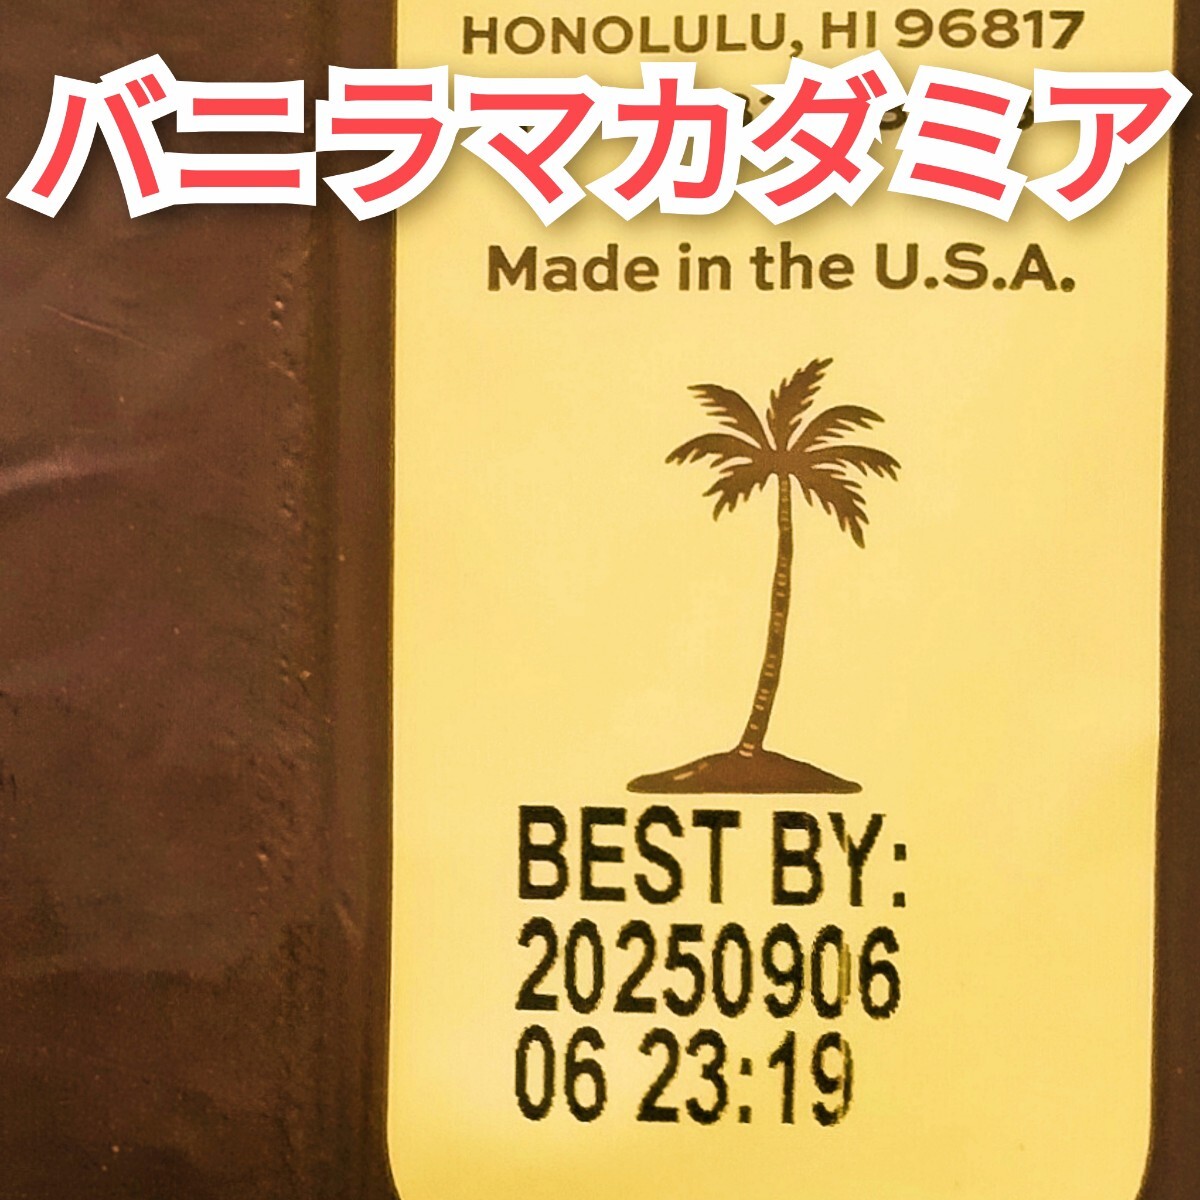 HONOLULU, HI 96817
バニラマカダミア
Made in the U.S.A.
BEST BY:
20250906
06 23:19